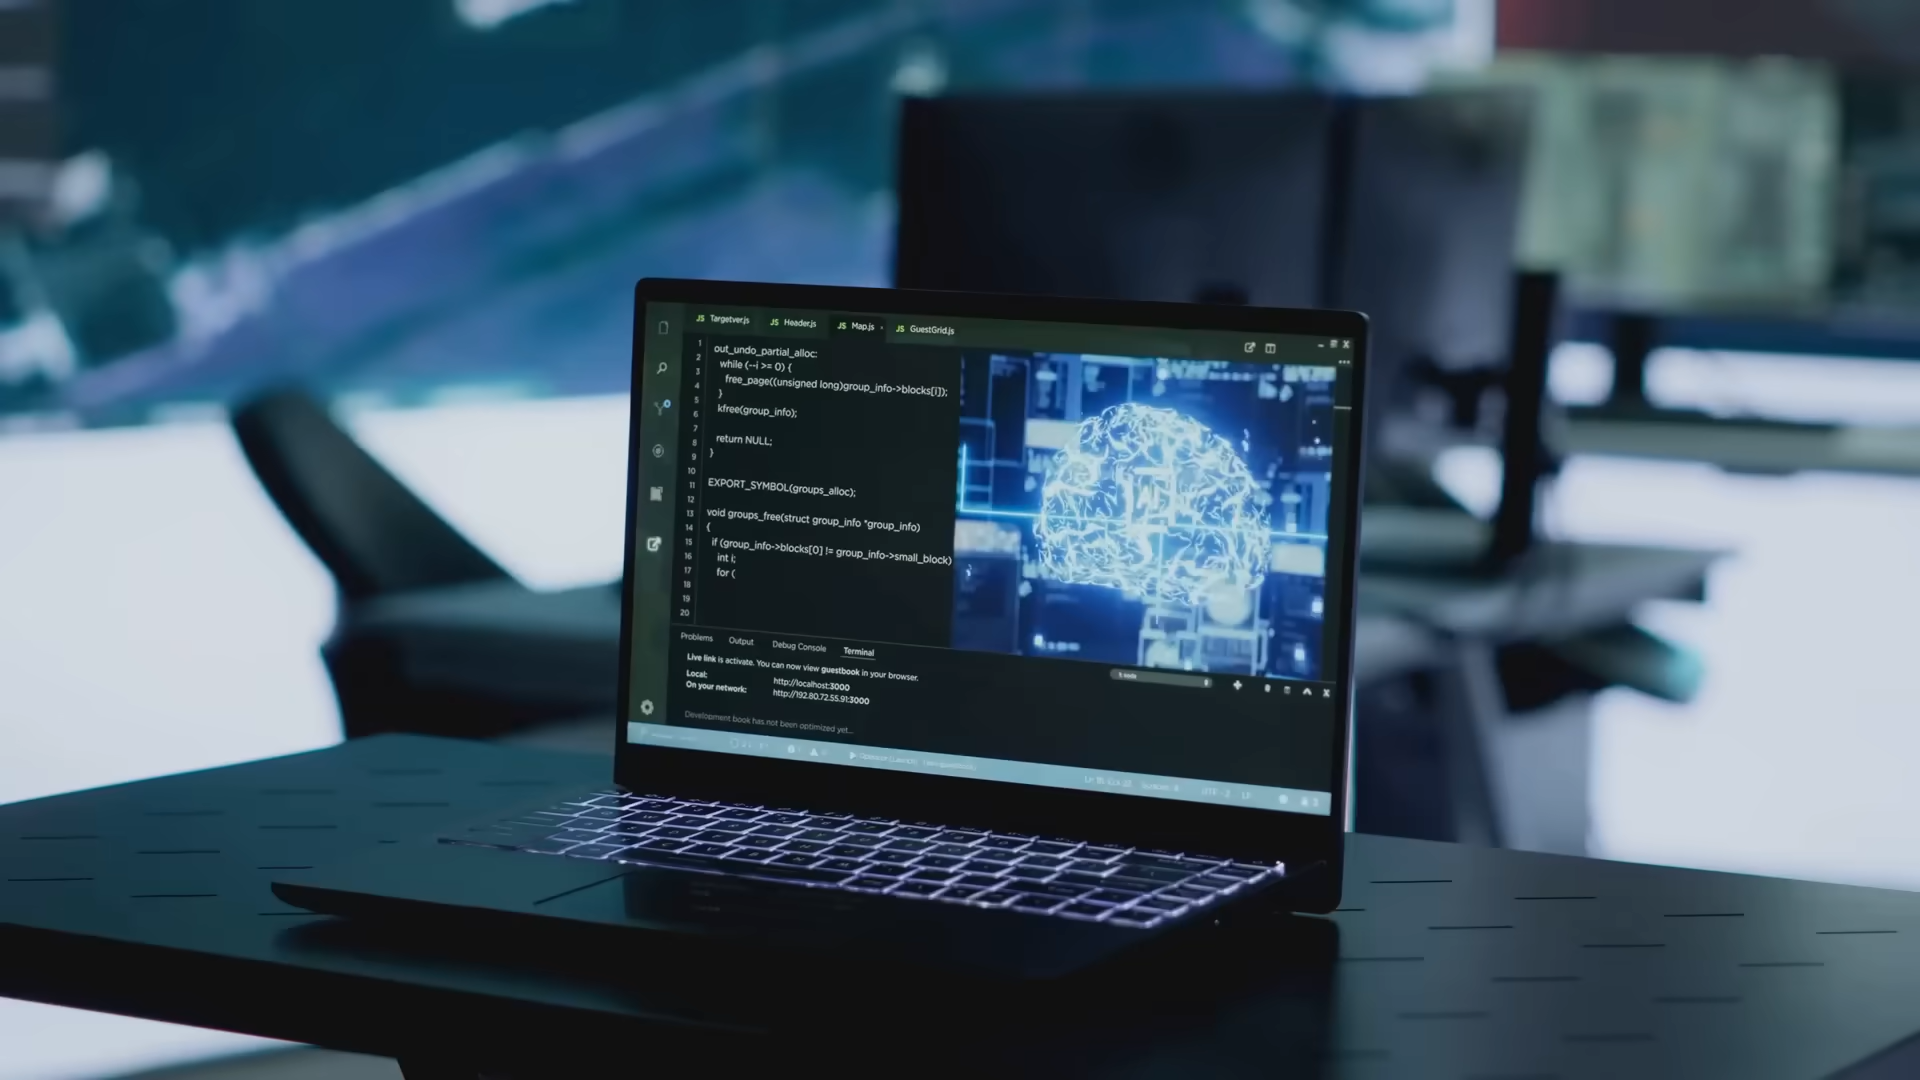 JS Targetver.js JS Header.js JS Map.js JS GuestGrid.js
1 out_undo_partial_alloc:
2 while (--i >= 0) {
3 free_page((unsigned long)group_info->blocks[i]);
4 }
5 kfree(group_info);
6
7 return NULL;
8 }
9
10 EXPORT_SYMBOL(groups_alloc);
11
12 void groups_free(struct group_info *group_info)
13 {
14 if (group_info->blocks[0] != group_info->small_block)
15 int i;
16 for (
17
18
19
20
AI
Problems Output Debug Console Terminal
Live link is activate. You can now view guestbook in your browser.
Local: http://localhost:3000
On your network: http://192.80.72.55.91:3000
Development book has not been optimized yet...